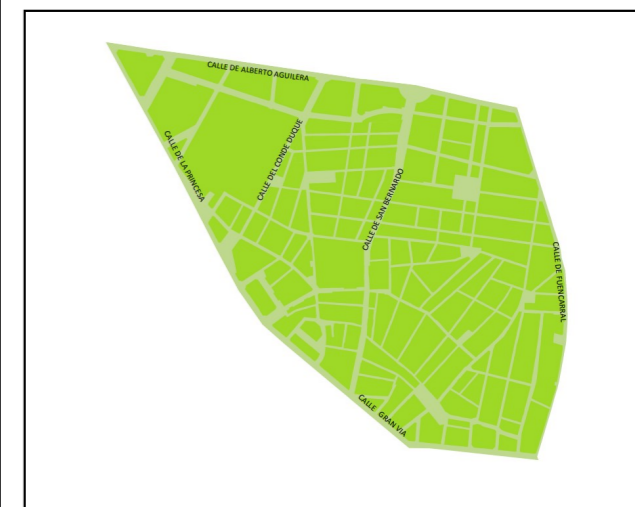 CALLE DE ALBERTO AGUILERA
CALLE DE LA PRINCESA
CALLE DEL CONDE DUQUE
CALLE DE SAN BERNARDO
CALLE DE FUENCARRAL
CALLE GRAN VIA